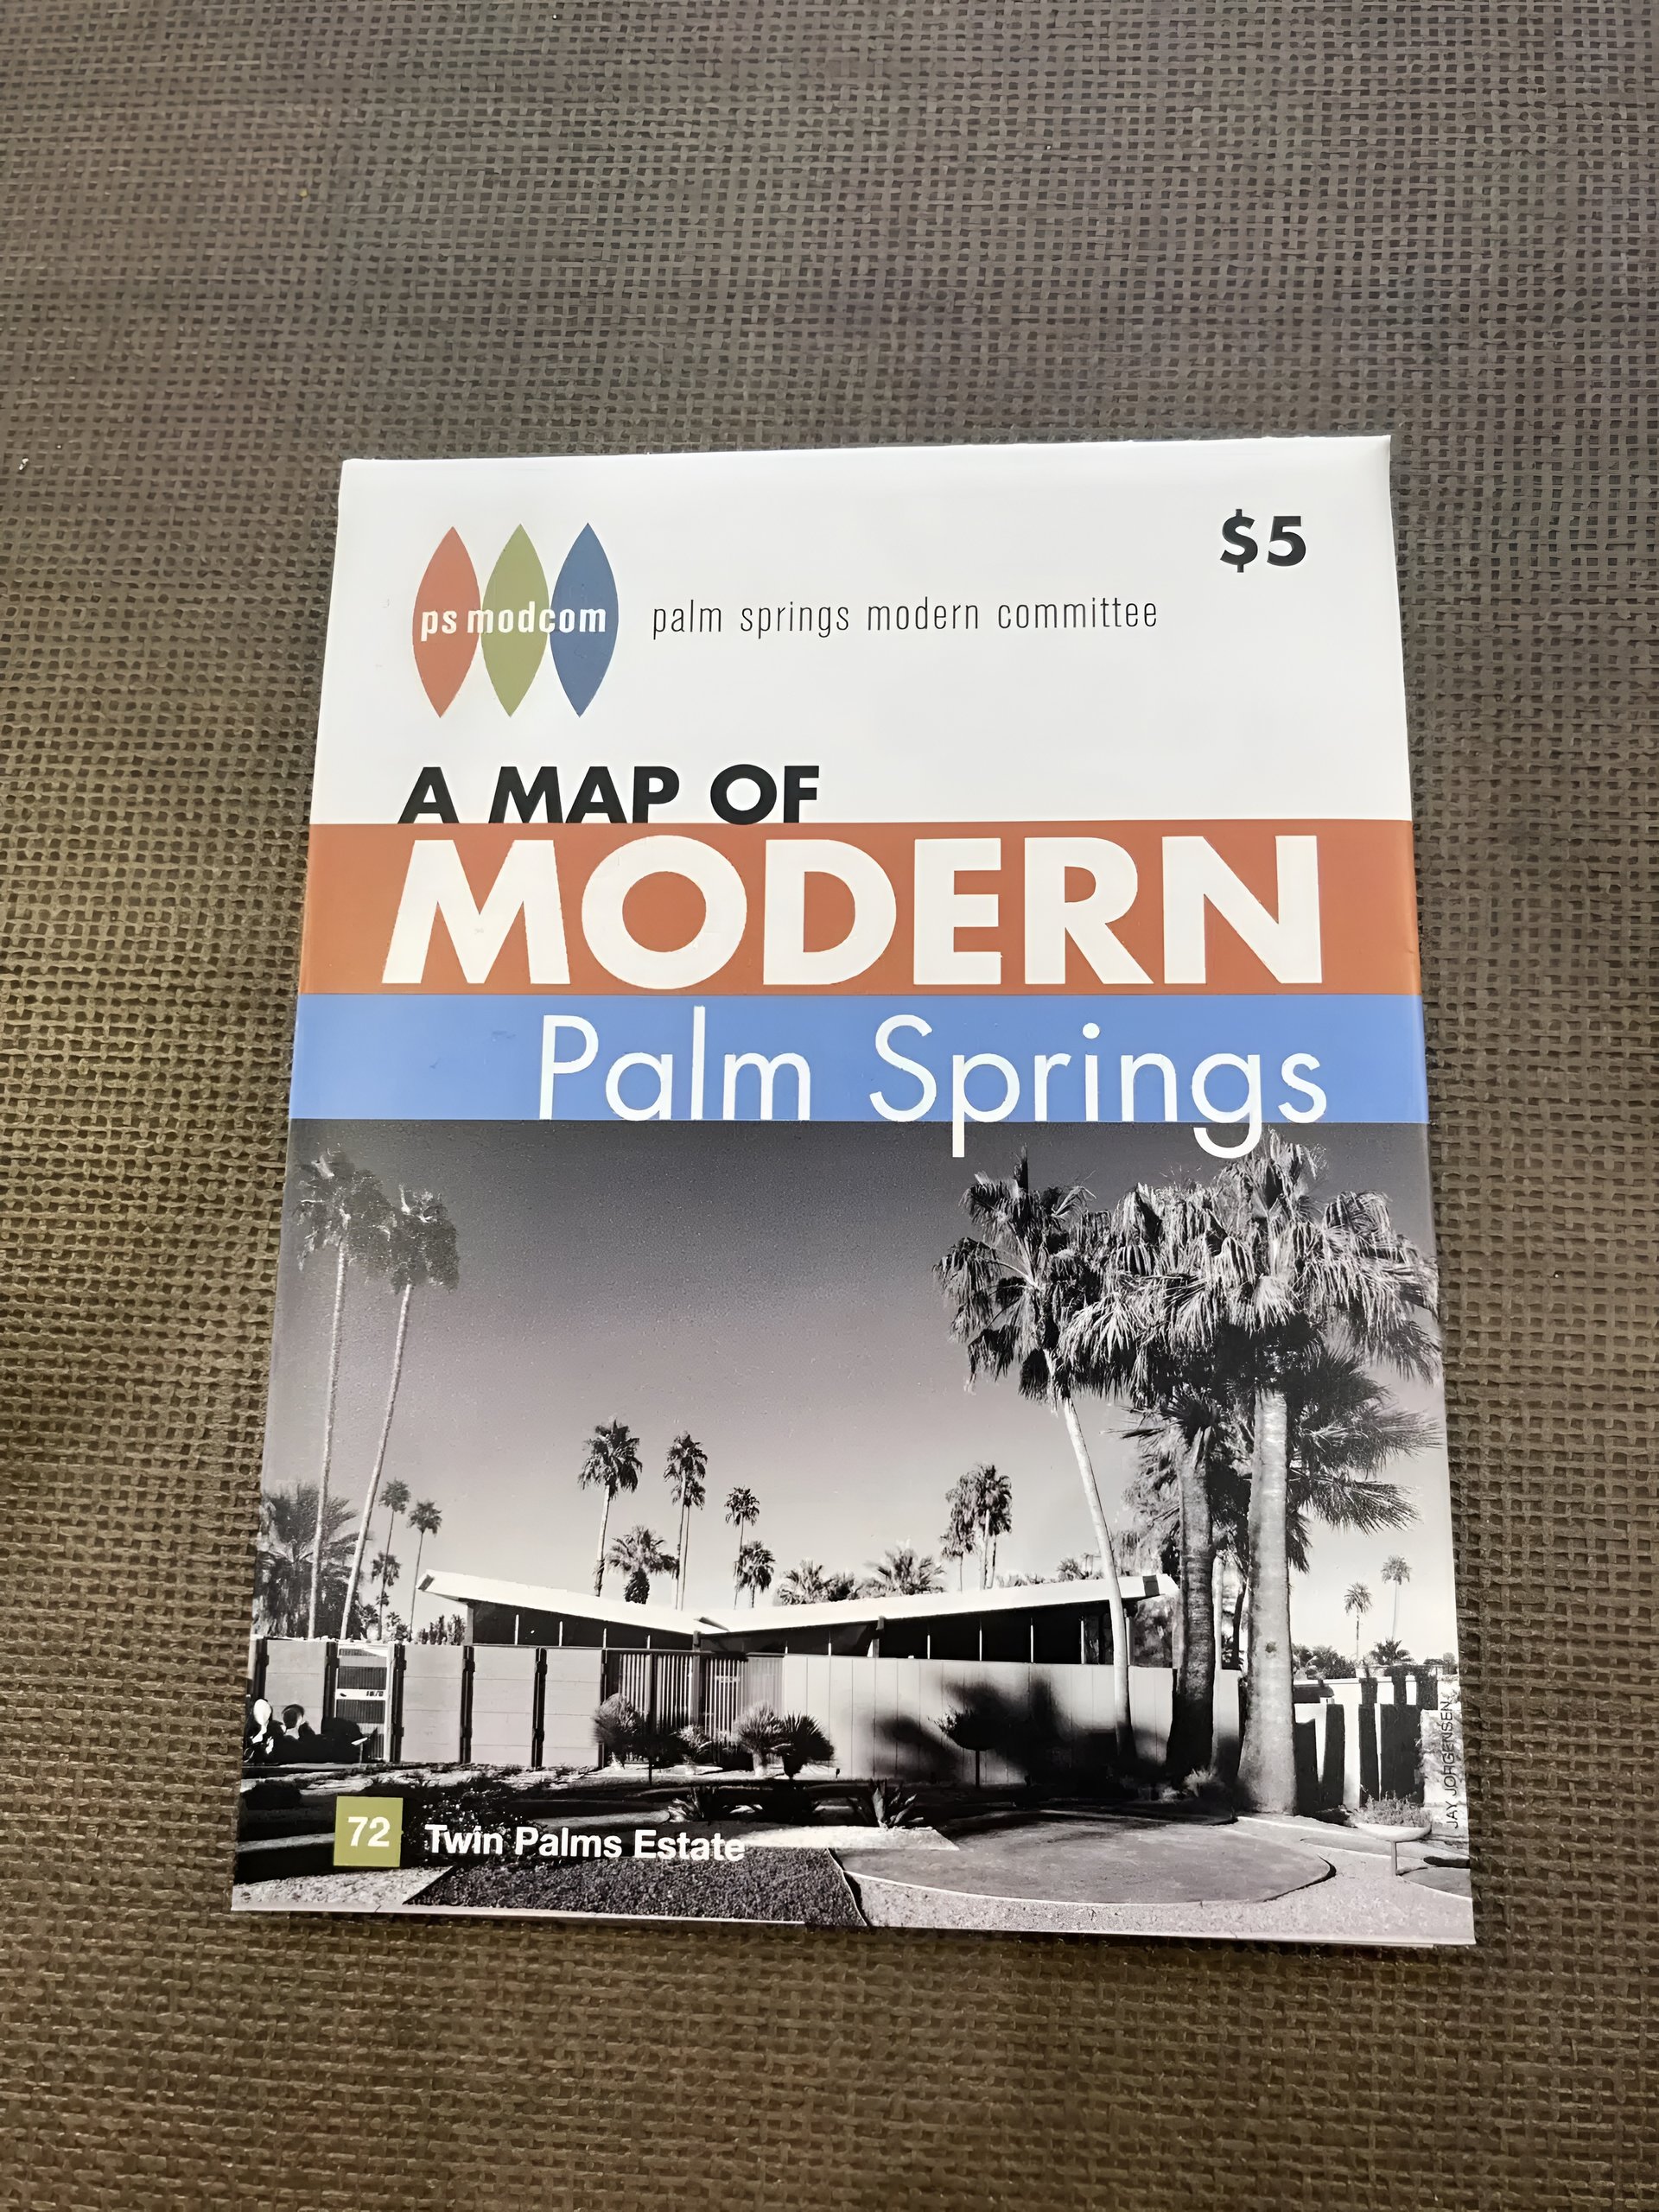 $5
ps modcom palm springs modern committee
A MAP OF
MODERN
Palm Springs
72 Twin Palms Estate
JAY JORGENSEN